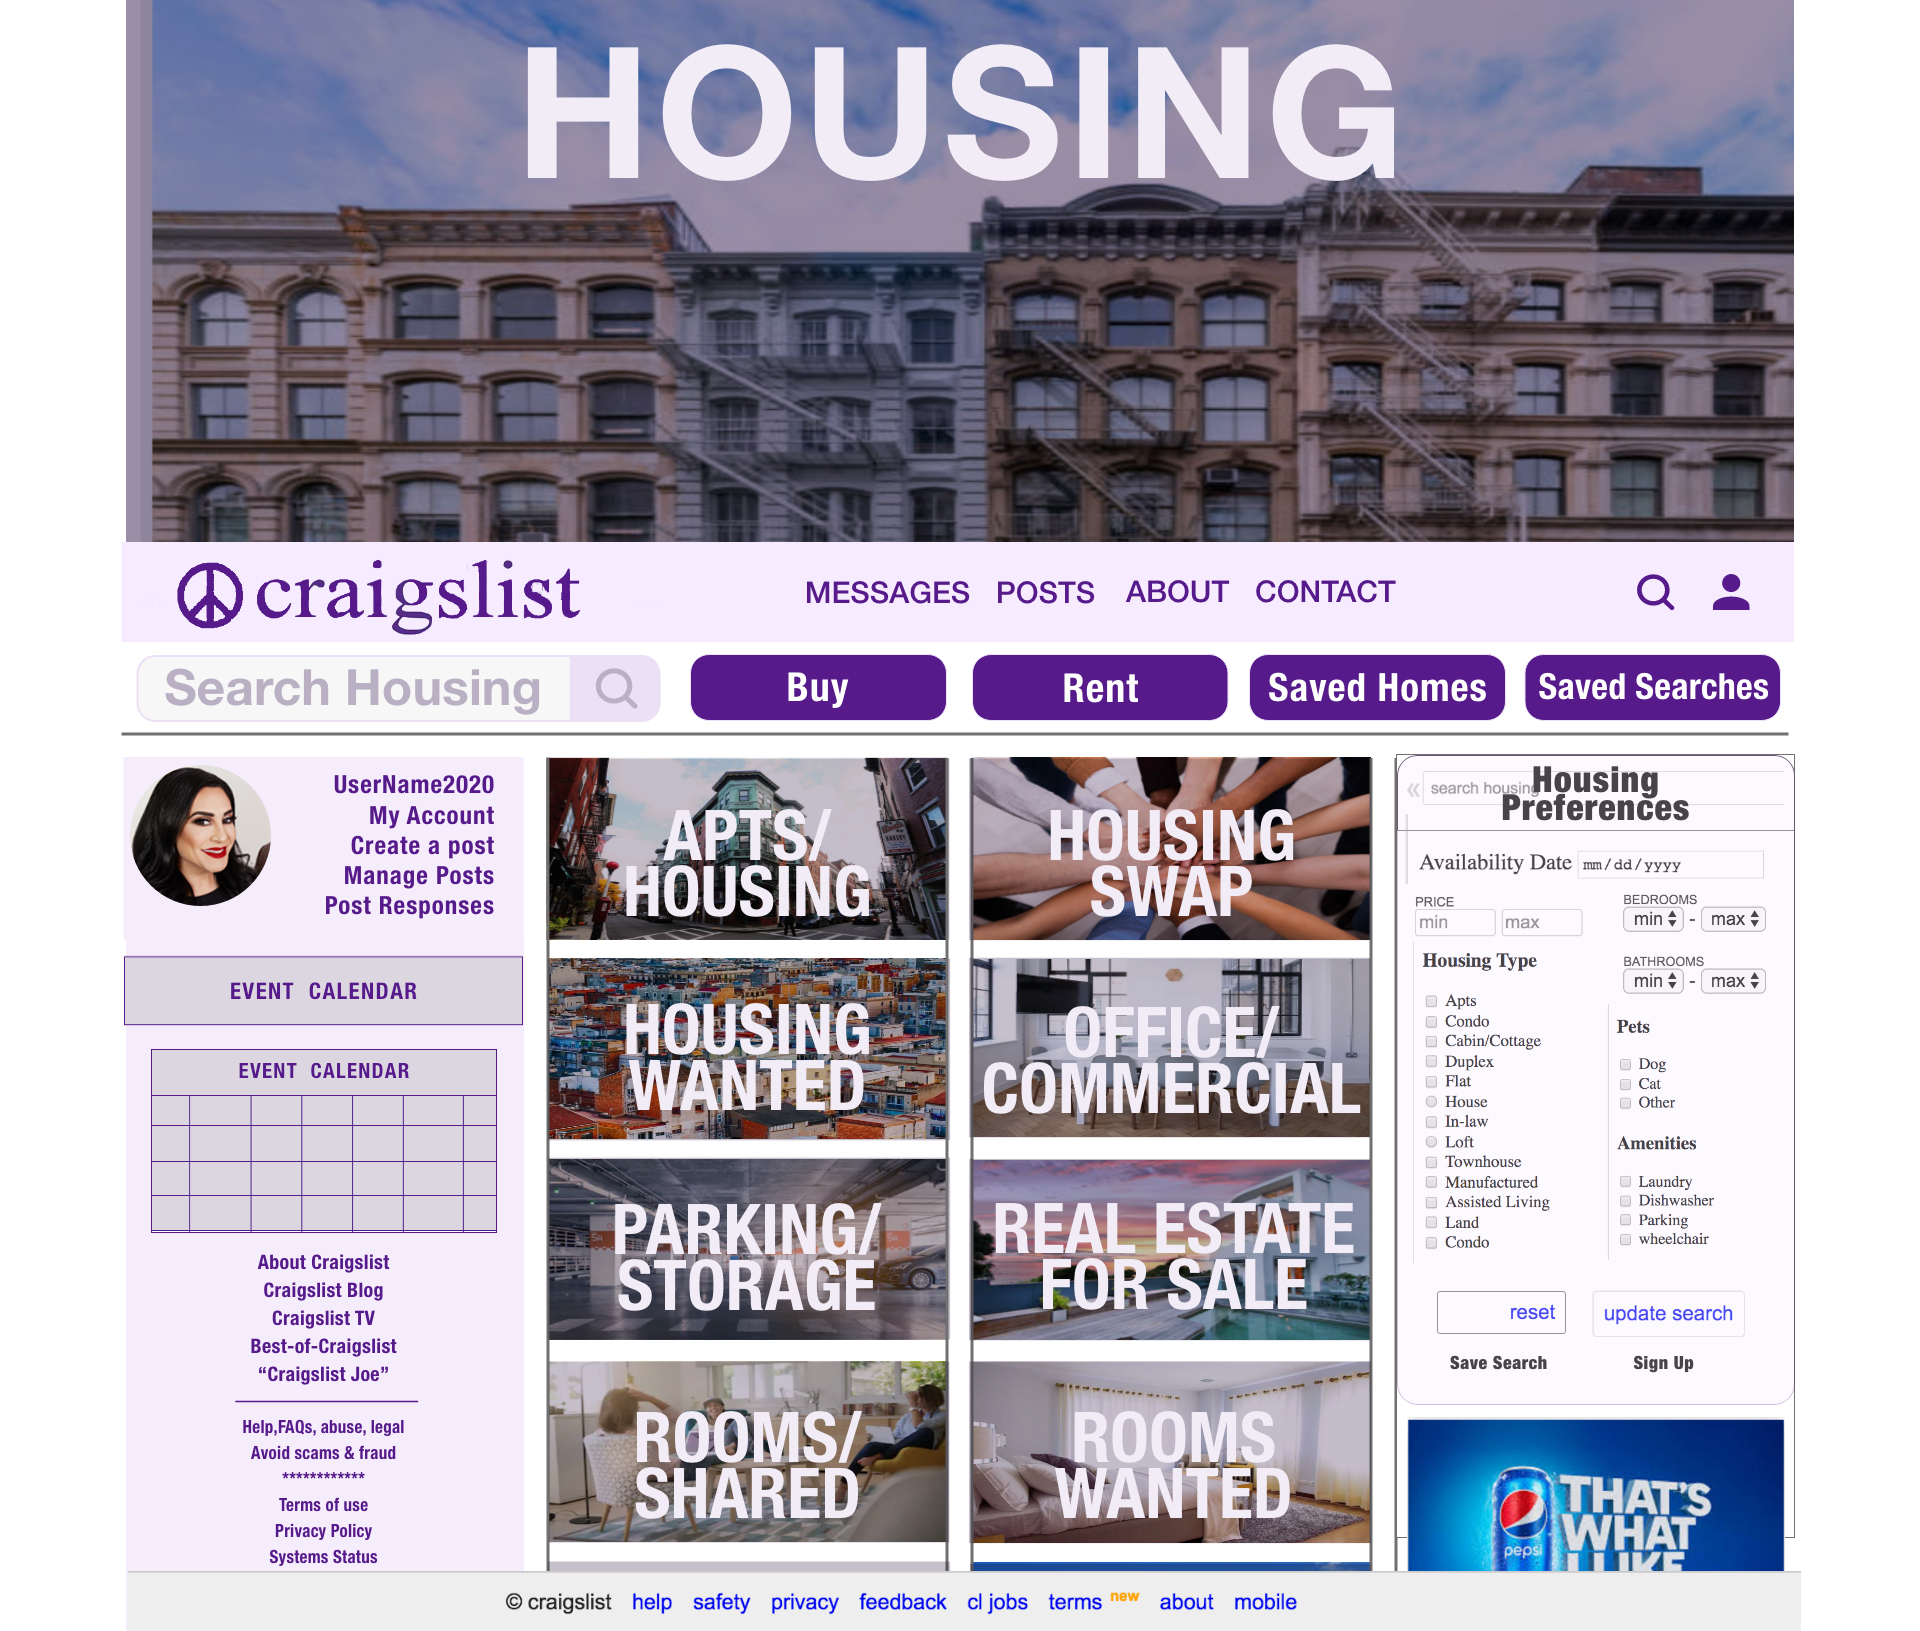 HOUSING
craigslist
MESSAGES POSTS ABOUT CONTACT
Search Housing
Buy
Rent
Saved Homes
Saved Searches
UserName2020
My Account
Create a post
Manage Posts
Post Responses
EVENT CALENDAR
EVENT CALENDAR
About Craigslist
Craigslist Blog
Craigslist TV
Best-of-Craigslist
“Craigslist Joe”
Help,FAQs, abuse, legal
Avoid scams & fraud
************
Terms of use
Privacy Policy
Systems Status
APTS/
HOUSING
HOUSING
SWAP
HOUSING
WANTED
OFFICE/
COMMERCIAL
PARKING/
STORAGE
REAL ESTATE
FOR SALE
ROOMS/
SHARED
ROOMS
WANTED
« search housing
Housing
Preferences
Availability Date mm/dd/yyyy
PRICE
min max
BEDROOMS
min - max
BATHROOMS
min - max
Housing Type
Apts
Condo
Cabin/Cottage
Duplex
Flat
House
In-law
Loft
Townhouse
Manufactured
Assisted Living
Land
Condo
Pets
Dog
Cat
Other
Amenities
Laundry
Dishwasher
Parking
wheelchair
reset
update search
Save Search
Sign Up
pepsi
THAT'S
WHAT
I LIKE
© craigslist help safety privacy feedback cl jobs terms new about mobile